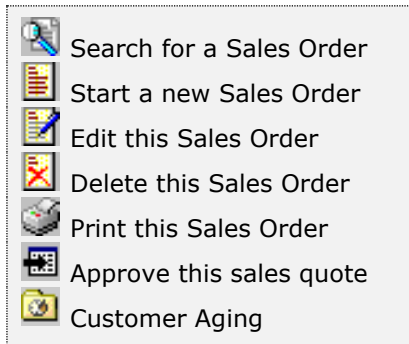 Search for a Sales Order
Start a new Sales Order
Edit this Sales Order
Delete this Sales Order
Print this Sales Order
Approve this sales quote
Customer Aging